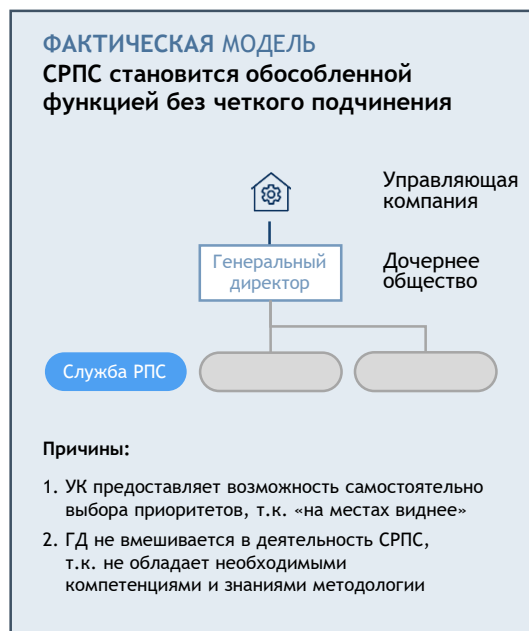 ФАКТИЧЕСКАЯ МОДЕЛЬ
СРПС становится обособленной
функцией без четкого подчинения
Управляющая
компания
Генеральный
директор
Дочернее
общество
Служба РПС
Причины:
1. УК предоставляет возможность самостоятельно
выбора приоритетов, т.к. «на местах виднее»
2. ГД не вмешивается в деятельность СРПС,
т.к. не обладает необходимыми
компетенциями и знаниями методологии